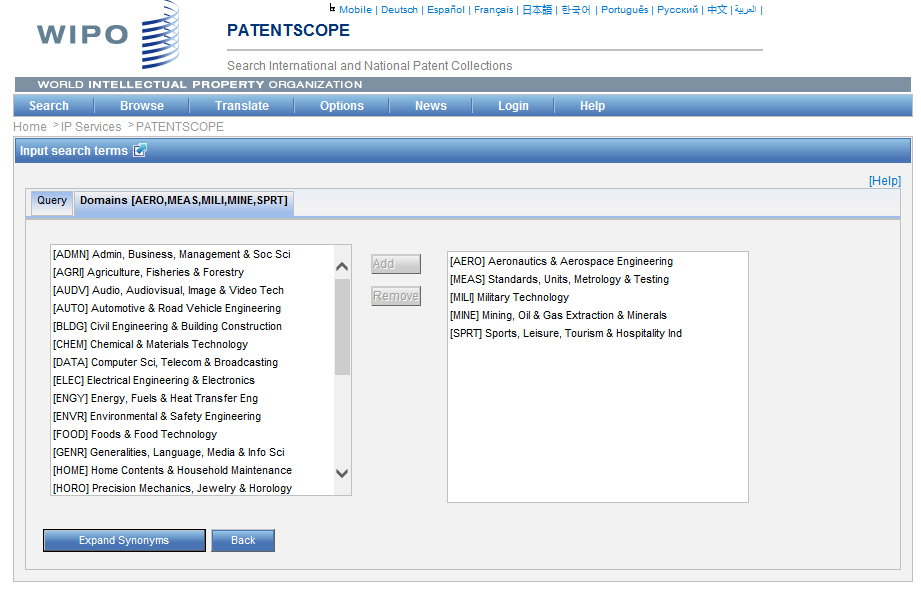 Mobile | Deutsch | Español | Français | 日本語 | 한국어 | Português | Русский | 中文 | العربية |
WIPO
PATENTSCOPE
Search International and National Patent Collections
WORLD INTELLECTUAL PROPERTY ORGANIZATION
Search Browse Translate Options News Login Help
Home > IP Services > PATENTSCOPE
Input search terms
[Help]
Query Domains [AERO,MEAS,MILI,MINE,SPRT]
[ADMN] Admin, Business, Management & Soc Sci
[AGRI] Agriculture, Fisheries & Forestry
[AUDV] Audio, Audiovisual, Image & Video Tech
[AUTO] Automotive & Road Vehicle Engineering
[BLDG] Civil Engineering & Building Construction
[CHEM] Chemical & Materials Technology
[DATA] Computer Sci, Telecom & Broadcasting
[ELEC] Electrical Engineering & Electronics
[ENGY] Energy, Fuels & Heat Transfer Eng
[ENVR] Environmental & Safety Engineering
[FOOD] Foods & Food Technology
[GENR] Generalities, Language, Media & Info Sci
[HOME] Home Contents & Household Maintenance
[HORO] Precision Mechanics, Jewelry & Horology
Add
Remove
[AERO] Aeronautics & Aerospace Engineering
[MEAS] Standards, Units, Metrology & Testing
[MILI] Military Technology
[MINE] Mining, Oil & Gas Extraction & Minerals
[SPRT] Sports, Leisure, Tourism & Hospitality Ind
Expand Synonyms Back